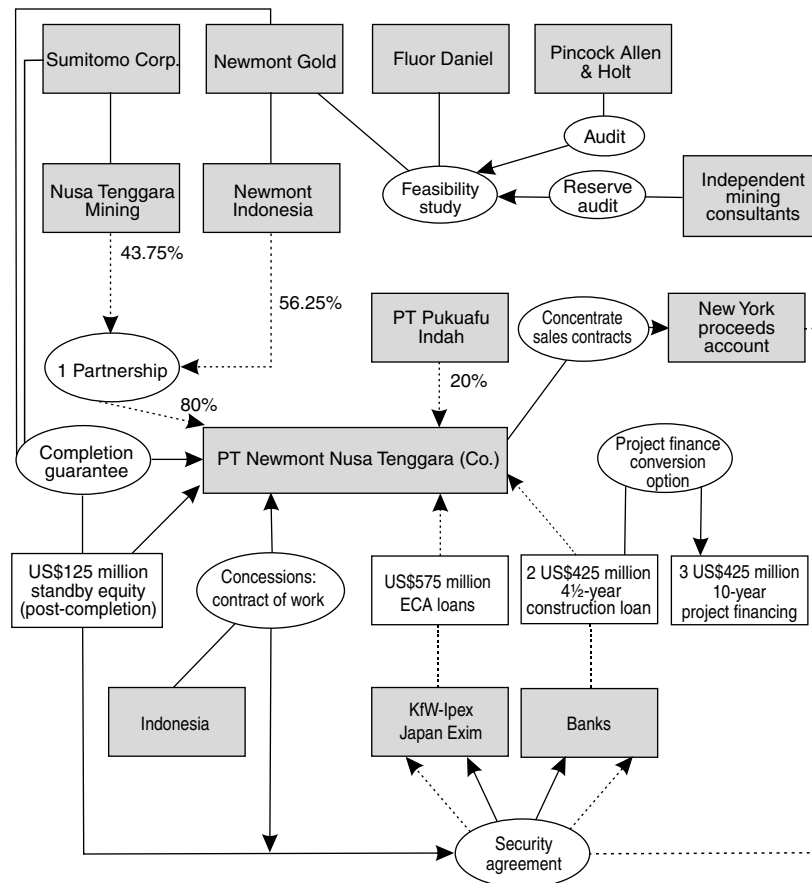 Sumitomo Corp.
Newmont Gold
Fluor Daniel
Pincock Allen
& Holt
Audit
Nusa Tenggara
Mining
Newmont
Indonesia
Feasibility
study
Reserve
audit
Independent
mining
consultants
43.75%
56.25%
PT Pukuafu
Indah
Concentrate
sales contracts
New York
proceeds
account
1 Partnership
20%
80%
Completion
guarantee
PT Newmont Nusa Tenggara (Co.)
Project finance
conversion
option
US$125 million
standby equity
(post-completion)
Concessions:
contract of work
US$575 million
ECA loans
2 US$425 million
4½-year
construction loan
3 US$425 million
10-year
project financing
Indonesia
KfW-Ipex
Japan Exim
Banks
Security
agreement